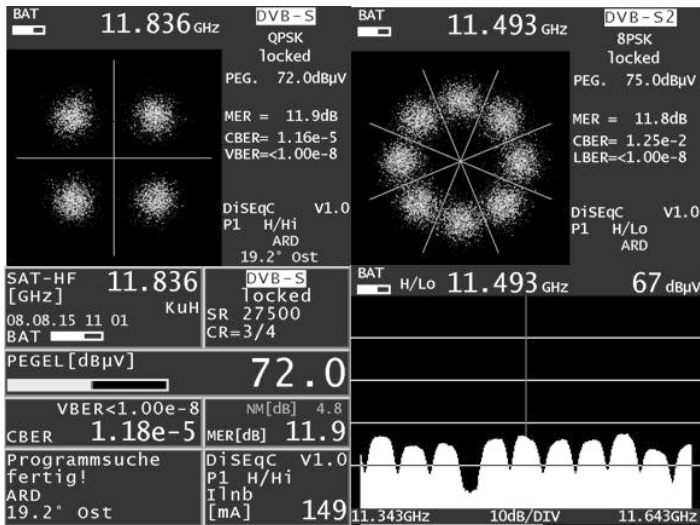 BAT 11.836 GHz DVB-S
QPSK
locked
PEG. 72.0dBµV
MER = 11.9dB
CBER= 1.16e-5
VBER=<1.00e-8
DiSEqC V1.0
P1 H/Hi
ARD
19.2° Ost
BAT 11.493 GHz DVB-S2
8PSK
locked
PEG. 75.0dBµV
MER = 11.8dB
CBER= 1.25e-2
LBER=<1.00e-8
DiSEqC V1.0
P1 H/Lo
ARD
SAT-HF 11.836
[GHz]
KuH
08.08.15 11 01
BAT
DVB-S
locked
SR 27500
CR=3/4
PEGEL[dBµV]
72.0
VBER<1.00e-8
CBER 1.18e-5
NM[dB] 4.8
MER[dB] 11.9
Programmsuche
fertig!
ARD
19.2° Ost
DiSEqC V1.0
P1 H/Hi
Ilnb
[mA] 149
BAT H/Lo 11.493 GHz 67 dBµV
11.343GHz 10dB/DIV 11.643GHz